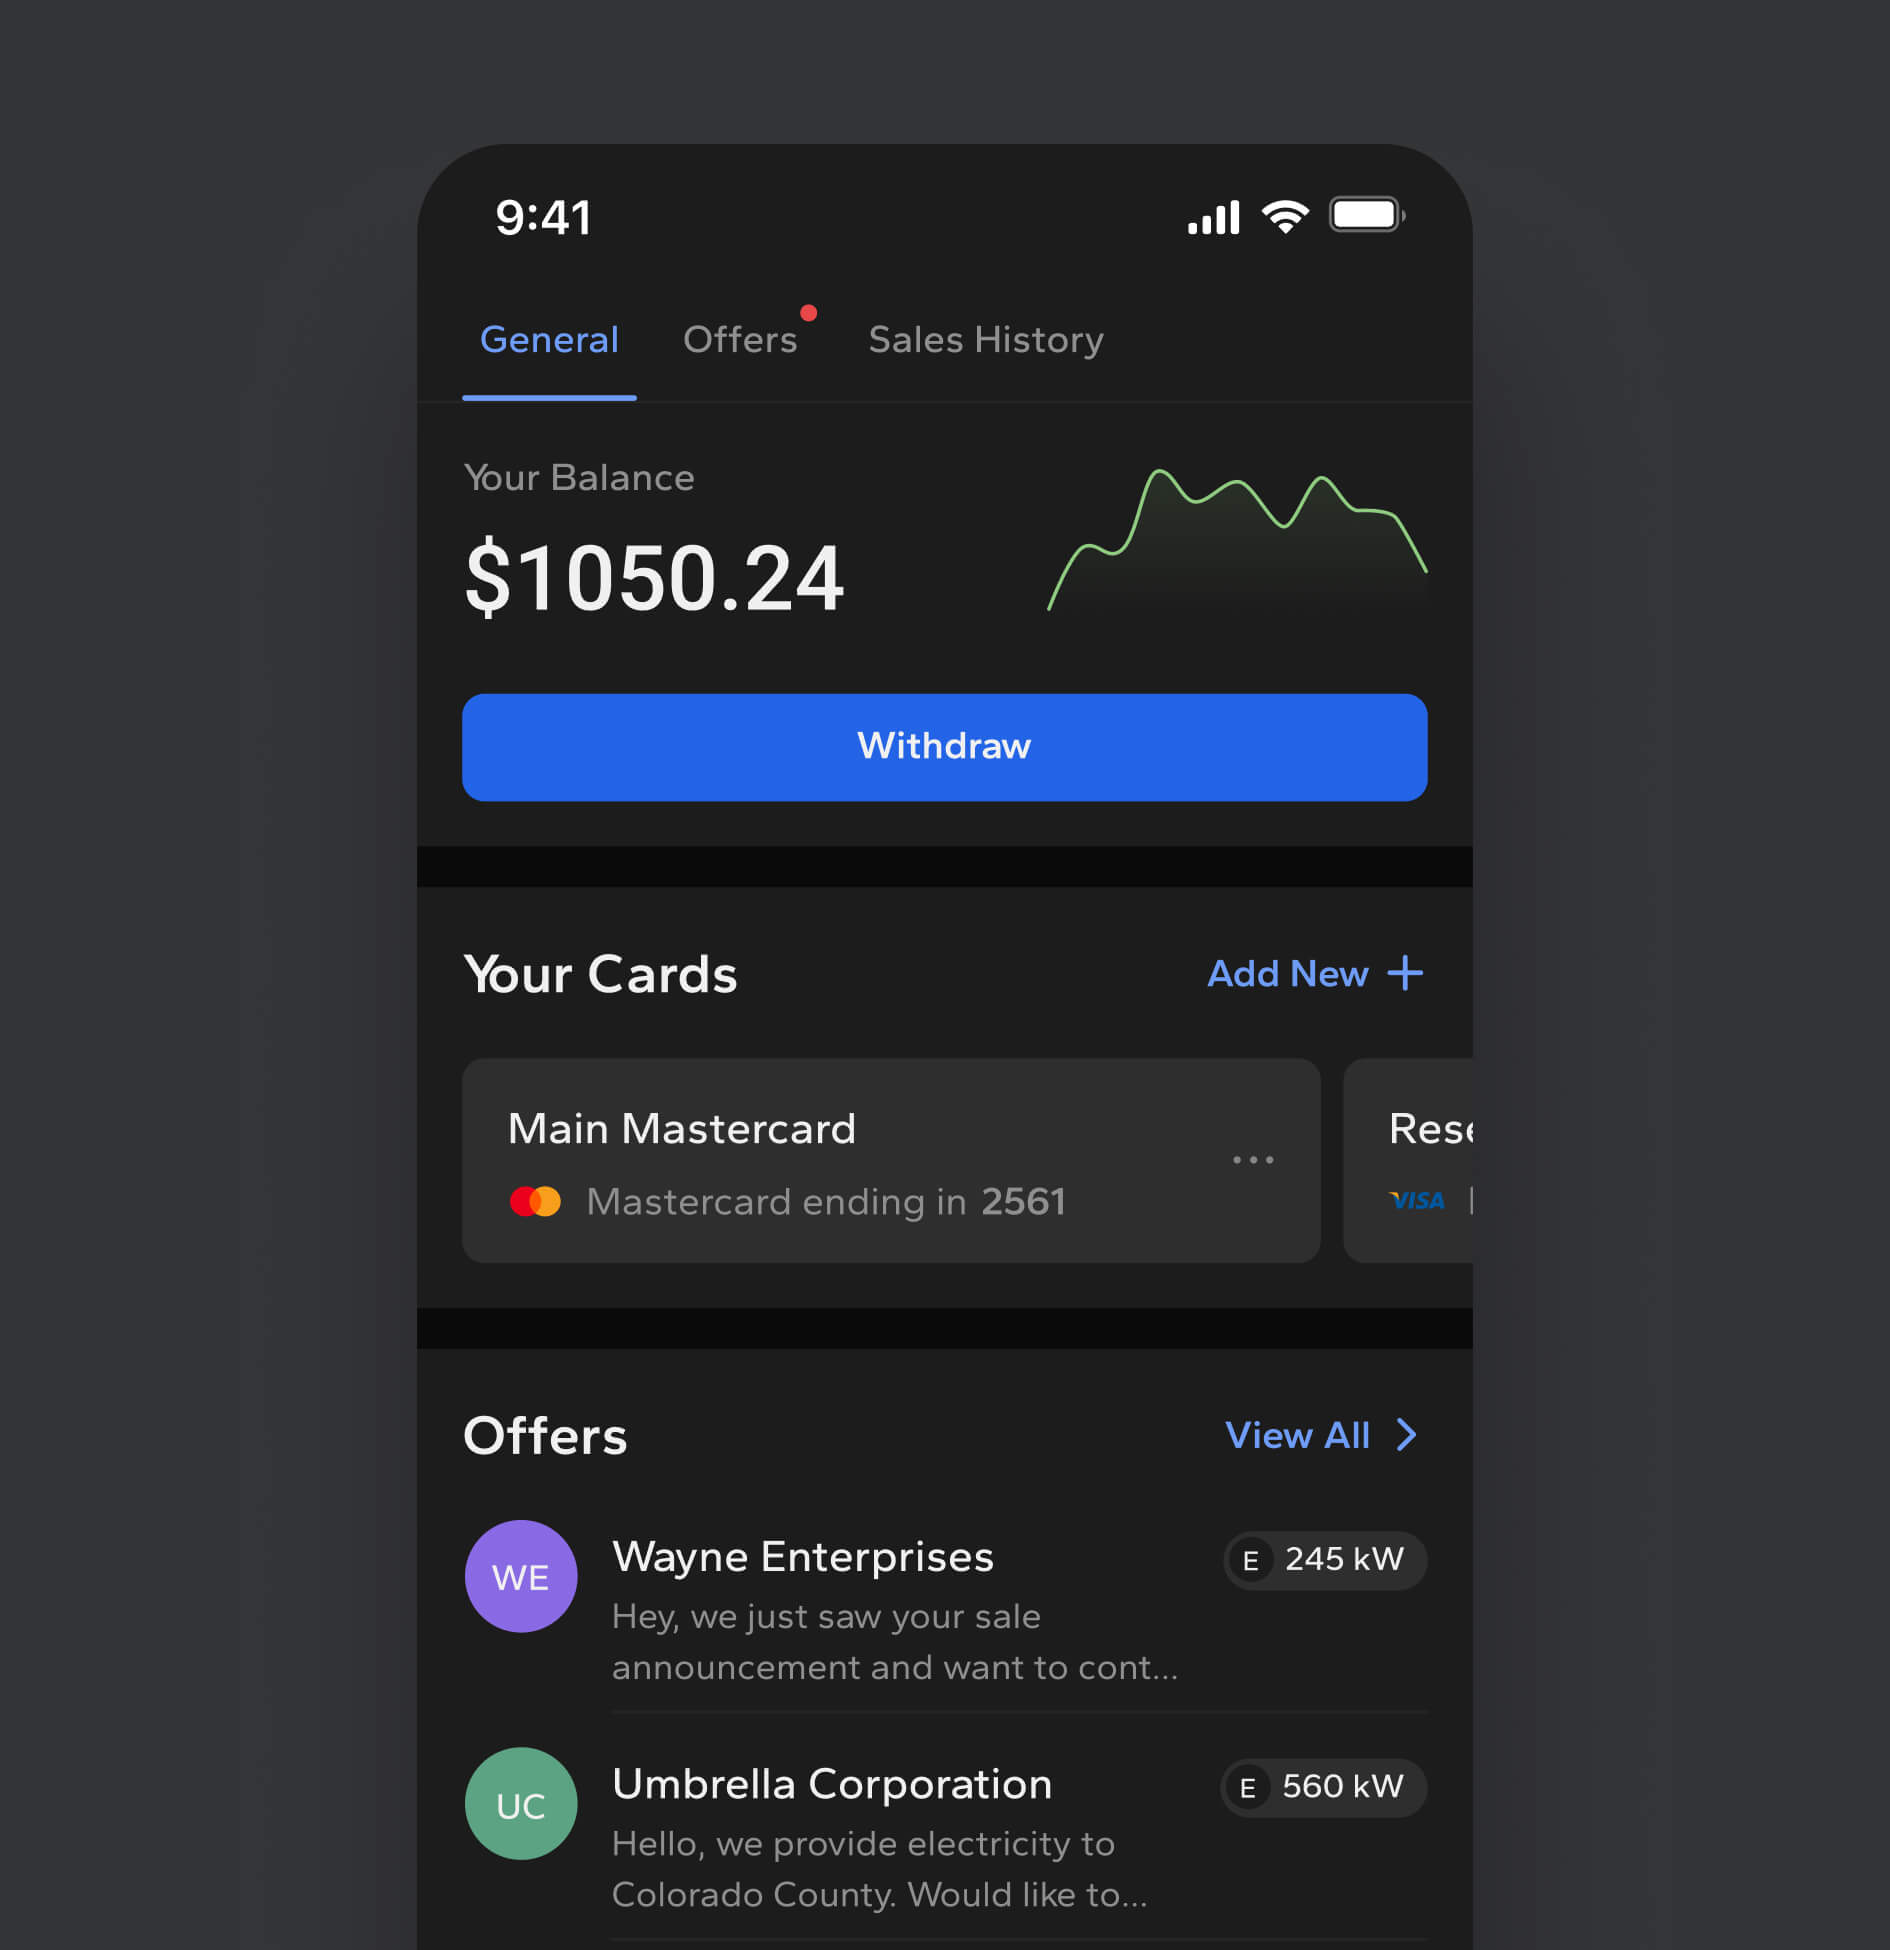 9:41
General Offers Sales History
Your Balance
$1050.24
Withdraw
Your Cards Add New
Main Mastercard
Mastercard ending in 2561
VISA
Offers View All
WE Wayne Enterprises E 245 kW
Hey, we just saw your sale
announcement and want to cont...
UC Umbrella Corporation E 560 kW
Hello, we provide electricity to
Colorado County. Would like to...